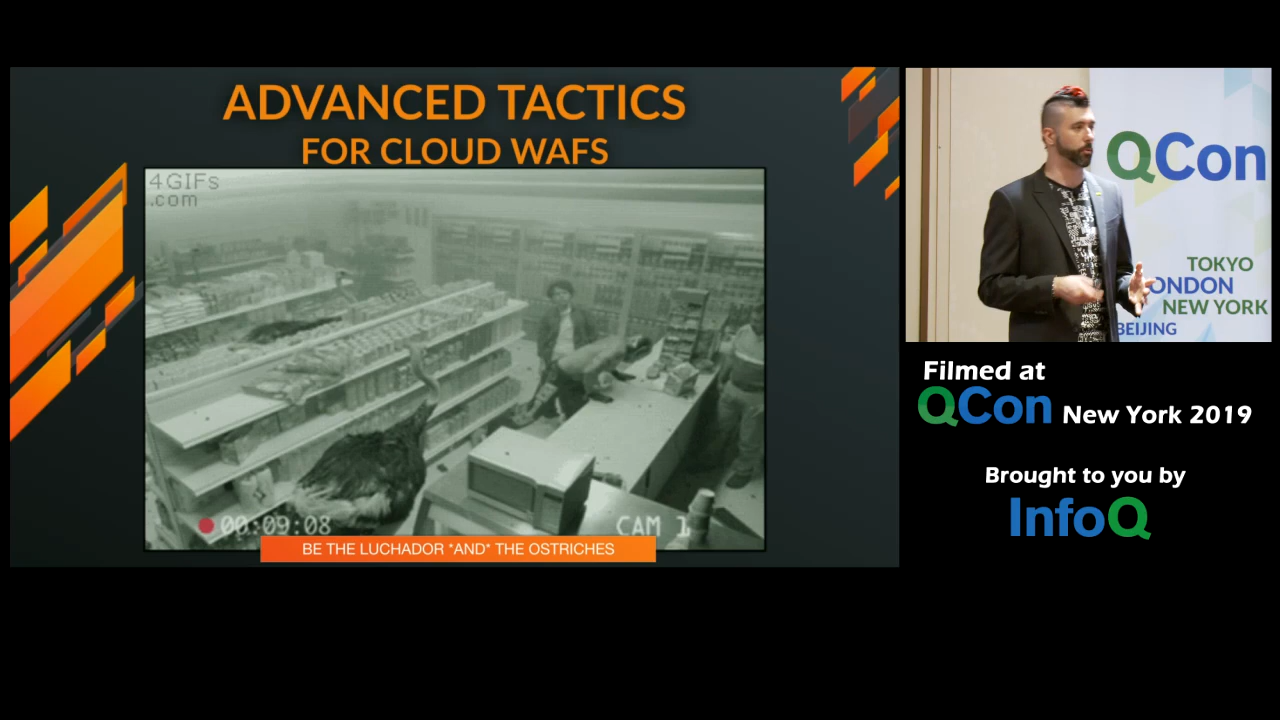 ADVANCED TACTICS
FOR CLOUD WAFS
4GIFs
.com
00:09:08
CAM 1
BE THE LUCHADOR *AND* THE OSTRICHES
QCon
TOKYO
LONDON
NEW YORK
BEIJING
Filmed at
QCon New York 2019
Brought to you by
InfoQ